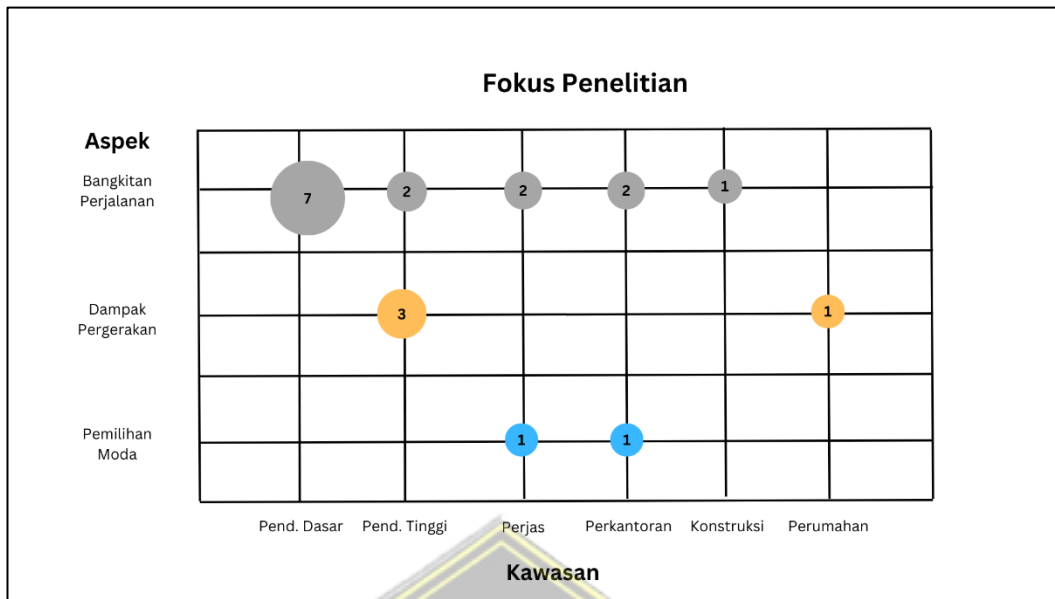 Fokus Penelitian
Aspek
Bangkitan
Perjalanan
7
2
2
2
1
Dampak
Pergerakan
3
1
Pemilihan
Moda
1
1
Pend. Dasar
Pend. Tinggi
Perjas
Perkantoran
Konstruksi
Perumahan
Kawasan